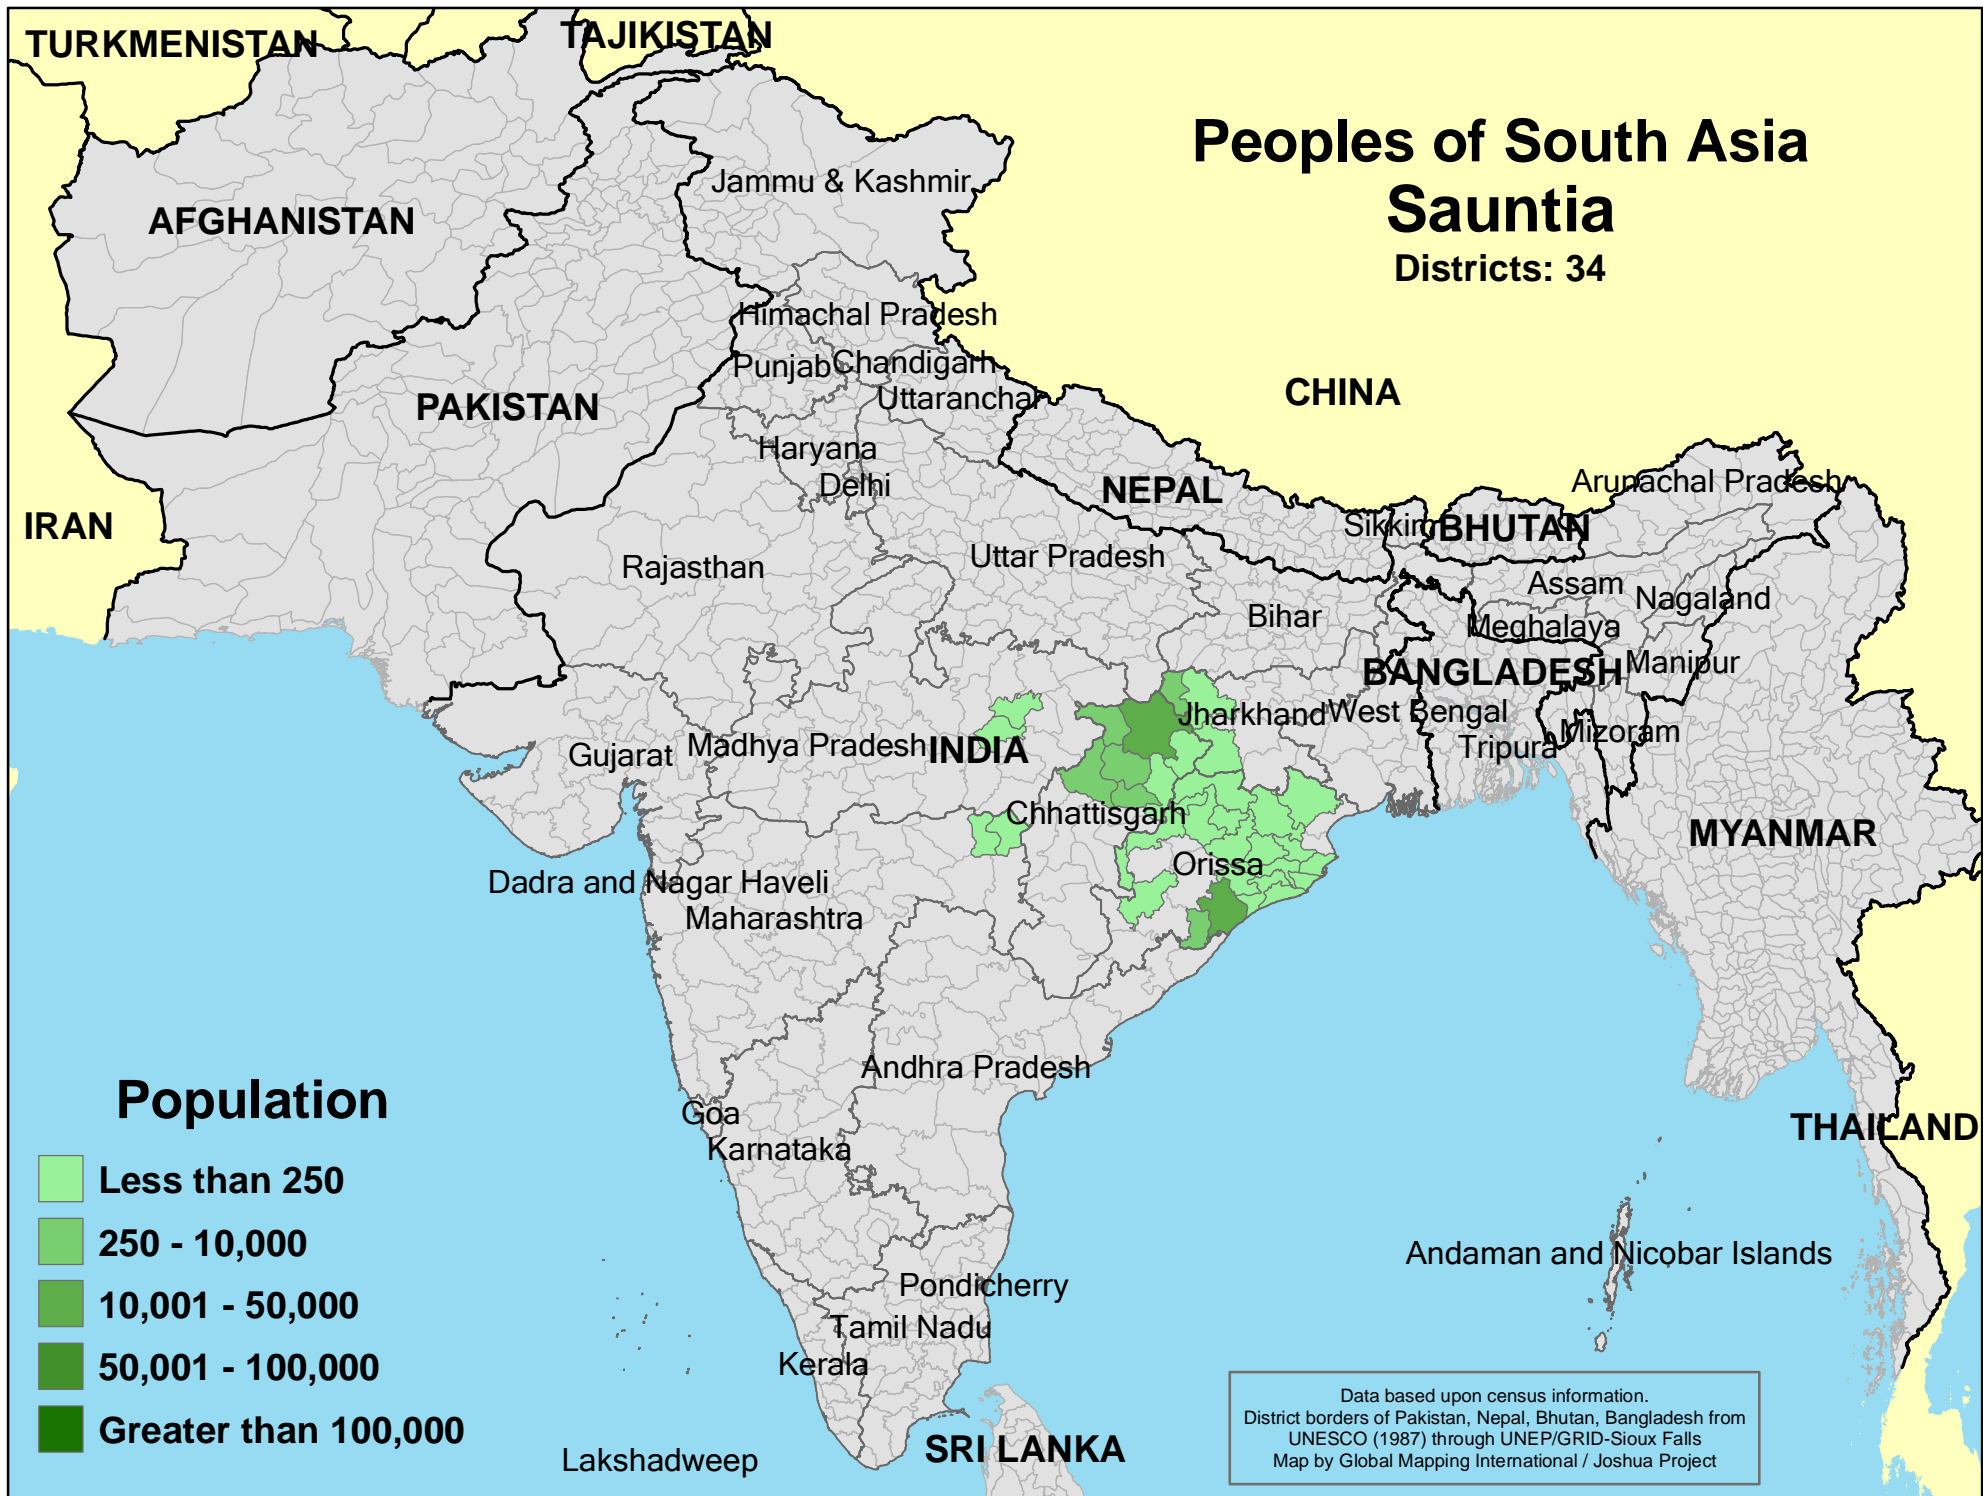 TURKMENISTAN
TAJIKISTAN
Peoples of South Asia
Sauntia
Districts: 34
Jammu & Kashmir
AFGHANISTAN
Himachal Pradesh
Punjab
Chandigarh
Uttaranchal
CHINA
PAKISTAN
Haryana
Delhi
NEPAL
Arunachal Pradesh
IRAN
Sikkim
BHUTAN
Rajasthan
Uttar Pradesh
Assam
Nagaland
Bihar
Meghalaya
BANGLADESH
Manipur
Jharkhand
West Bengal
Mizoram
Tripura
Gujarat
Madhya Pradesh
INDIA
Chhattisgarh
MYANMAR
Orissa
Dadra and Nagar Haveli
Maharashtra
Andhra Pradesh
Goa
Karnataka
THAILAND
Andaman and Nicobar Islands
Pondicherry
Tamil Nadu
Kerala
SRI LANKA
Lakshadweep
Population
Less than 250
250 - 10,000
10,001 - 50,000
50,001 - 100,000
Greater than 100,000
Data based upon census information.
District borders of Pakistan, Nepal, Bhutan, Bangladesh from
UNESCO (1987) through UNEP/GRID-Sioux Falls
Map by Global Mapping International / Joshua Project